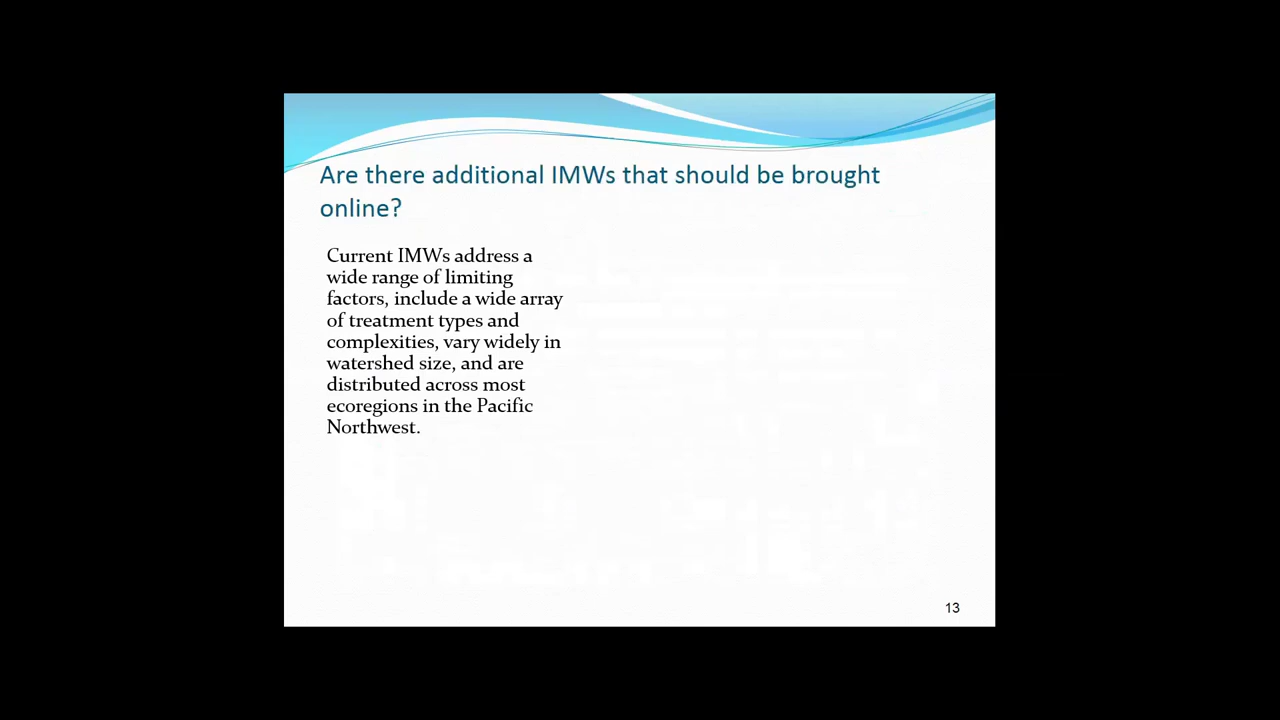 Are there additional IMWs that should be brought
online?
Current IMWs address a
wide range of limiting
factors, include a wide array
of treatment types and
complexities, vary widely in
watershed size, and are
distributed across most
ecoregions in the Pacific
Northwest.
13